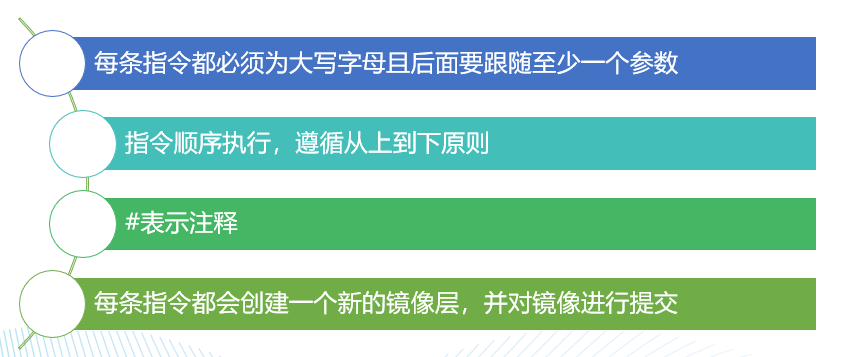 每条指令都必须为大写字母且后面要跟随至少一个参数
指令顺序执行，遵循从上到下原则
#表示注释
每条指令都会创建一个新的镜像层，并对镜像进行提交